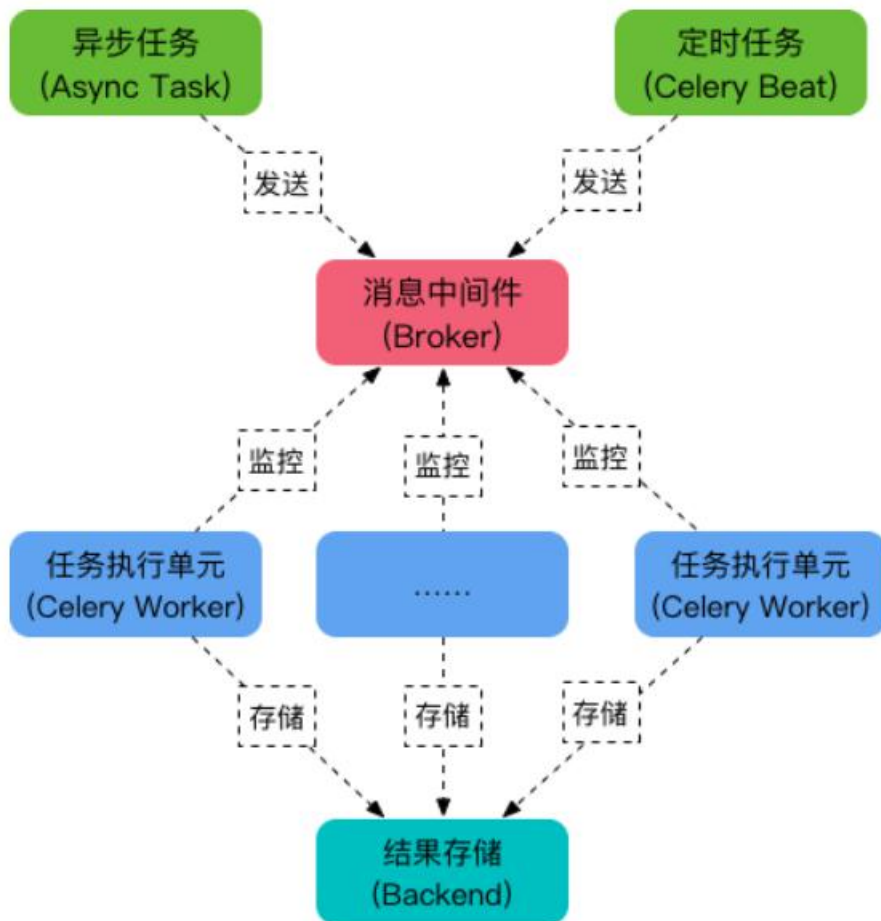 异步任务
(Async Task)
定时任务
(Celery Beat)
发送
发送
消息中间件
(Broker)
监控
监控
监控
任务执行单元
(Celery Worker)
......
任务执行单元
(Celery Worker)
存储
存储
存储
结果存储
(Backend)